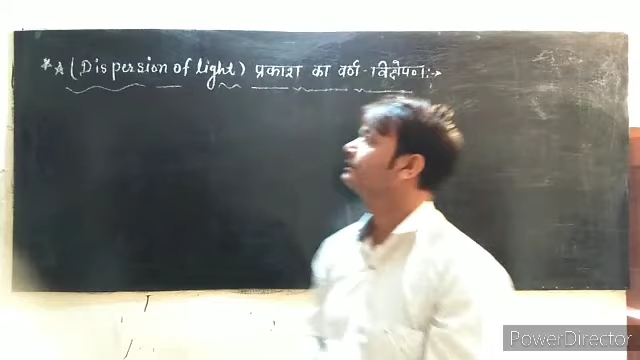 *☆ (Dispersion of light) प्रकाश का वर्ण-विक्षेपण:→
PowerDirector